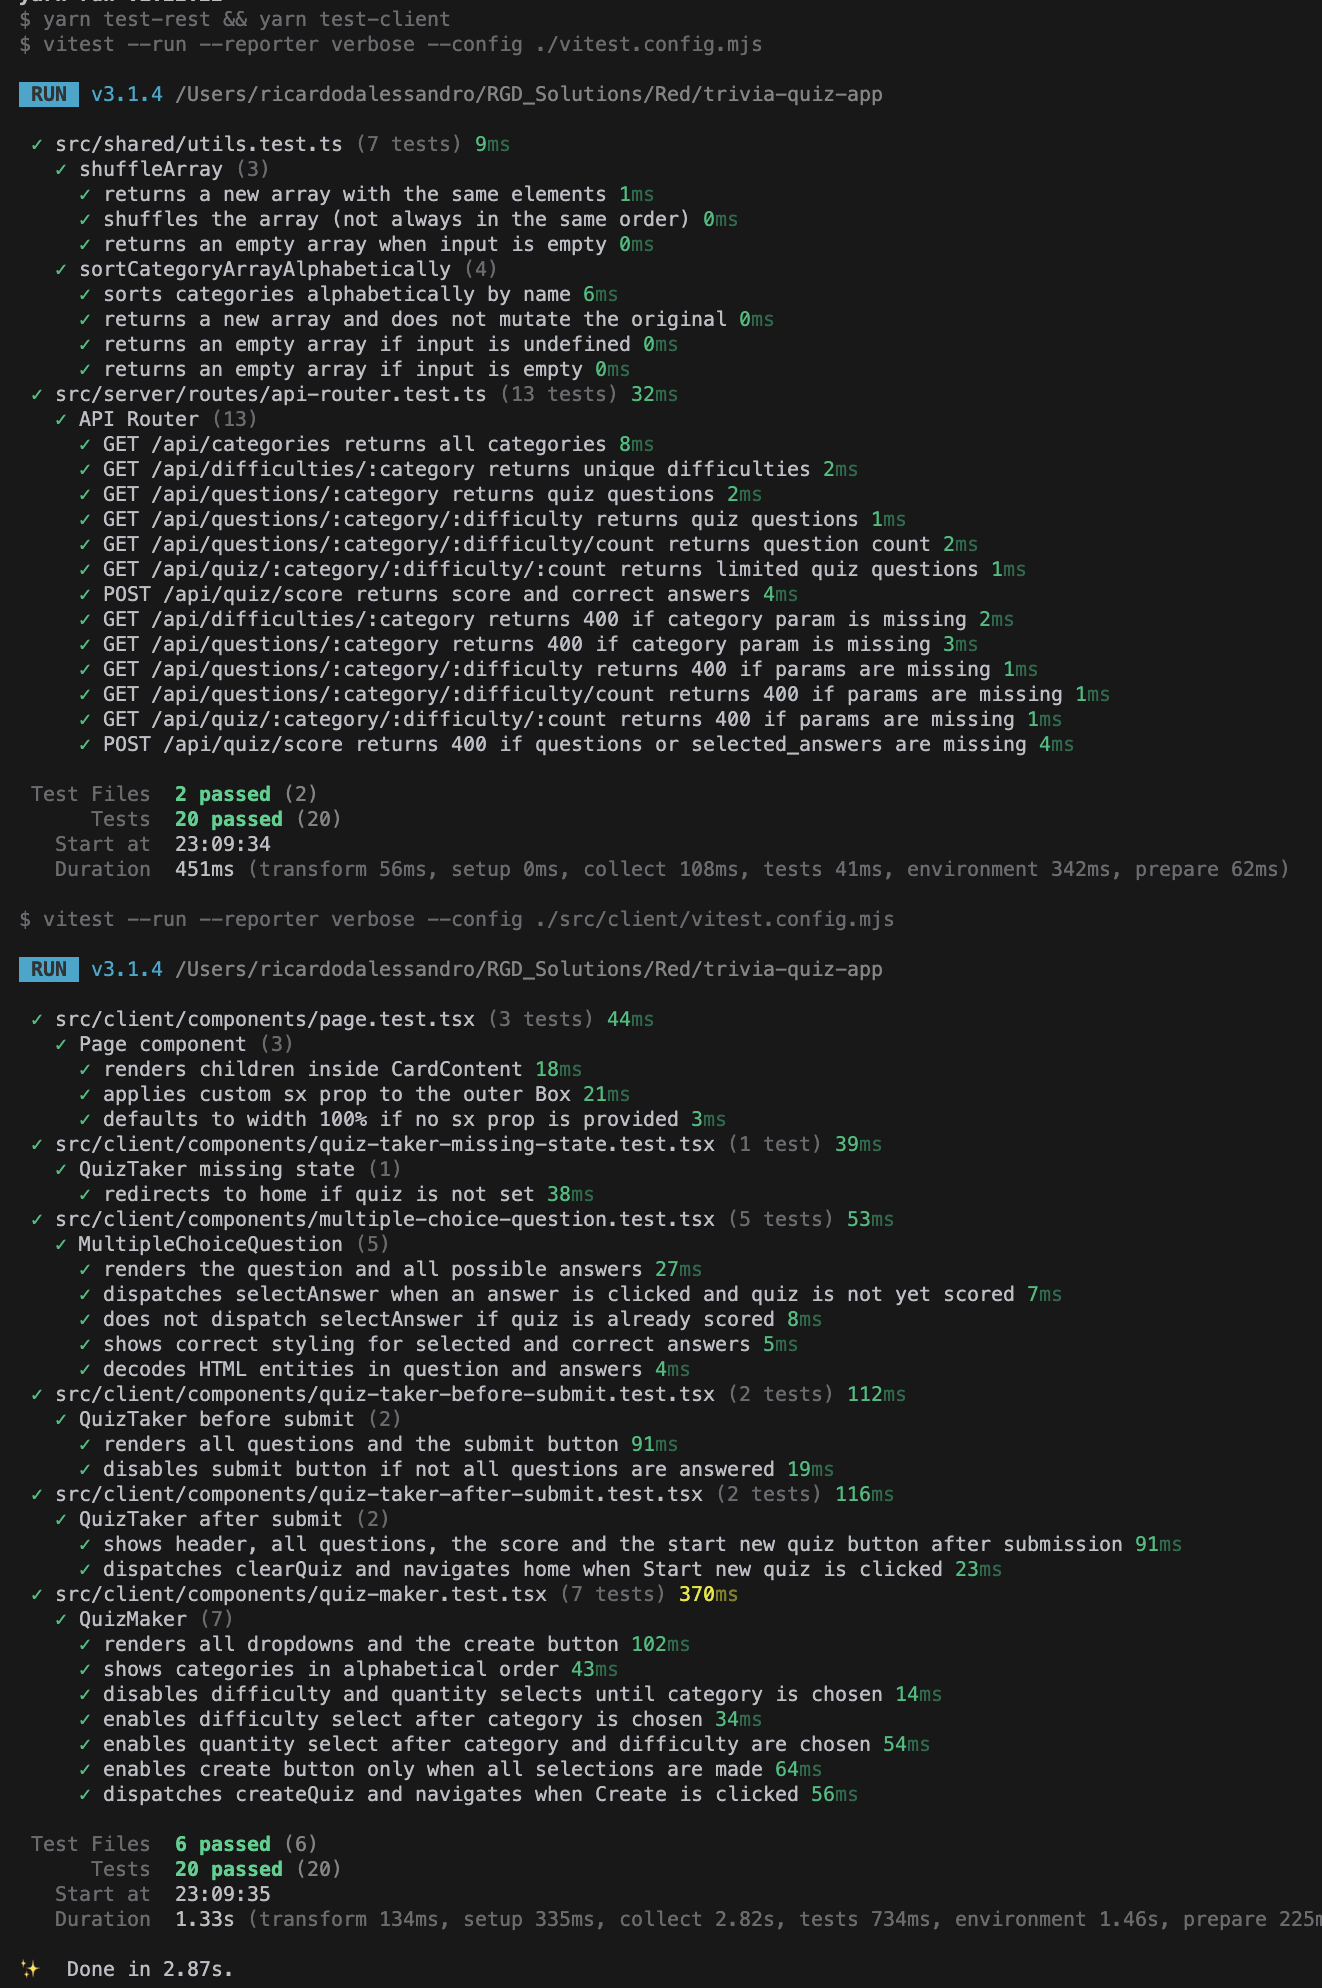 $ yarn test-rest && yarn test-client
$ vitest --run --reporter verbose --config ./vitest.config.mjs
RUN v3.1.4 /Users/ricardodalessandro/RGD_Solutions/Red/trivia-quiz-app
✓ src/shared/utils.test.ts (7 tests) 9ms
✓ shuffleArray (3)
✓ returns a new array with the same elements 1ms
✓ shuffles the array (not always in the same order) 0ms
✓ returns an empty array when input is empty 0ms
✓ sortCategoryArrayAlphabetically (4)
✓ sorts categories alphabetically by name 6ms
✓ returns a new array and does not mutate the original 0ms
✓ returns an empty array if input is undefined 0ms
✓ returns an empty array if input is empty 0ms
✓ src/server/routes/api-router.test.ts (13 tests) 32ms
✓ API Router (13)
✓ GET /api/categories returns all categories 8ms
✓ GET /api/difficulties/:category returns unique difficulties 2ms
✓ GET /api/questions/:category returns quiz questions 2ms
✓ GET /api/questions/:category/:difficulty returns quiz questions 1ms
✓ GET /api/questions/:category/:difficulty/count returns question count 2ms
✓ GET /api/quiz/:category/:difficulty/:count returns limited quiz questions 1ms
✓ POST /api/quiz/score returns score and correct answers 4ms
✓ GET /api/difficulties/:category returns 400 if category param is missing 2ms
✓ GET /api/questions/:category returns 400 if category param is missing 3ms
✓ GET /api/questions/:category/:difficulty returns 400 if params are missing 1ms
✓ GET /api/questions/:category/:difficulty/count returns 400 if params are missing 1ms
✓ GET /api/quiz/:category/:difficulty/:count returns 400 if params are missing 1ms
✓ POST /api/quiz/score returns 400 if questions or selected_answers are missing 4ms
Test Files 2 passed (2)
Tests 20 passed (20)
Start at 23:09:34
Duration 451ms (transform 56ms, setup 0ms, collect 108ms, tests 41ms, environment 342ms, prepare 62ms)
$ vitest --run --reporter verbose --config ./src/client/vitest.config.mjs
RUN v3.1.4 /Users/ricardodalessandro/RGD_Solutions/Red/trivia-quiz-app
✓ src/client/components/page.test.tsx (3 tests) 44ms
✓ Page component (3)
✓ renders children inside CardContent 18ms
✓ applies custom sx prop to the outer Box 21ms
✓ defaults to width 100% if no sx prop is provided 3ms
✓ src/client/components/quiz-taker-missing-state.test.tsx (1 test) 39ms
✓ QuizTaker missing state (1)
✓ redirects to home if quiz is not set 38ms
✓ src/client/components/multiple-choice-question.test.tsx (5 tests) 53ms
✓ MultipleChoiceQuestion (5)
✓ renders the question and all possible answers 27ms
✓ dispatches selectAnswer when an answer is clicked and quiz is not yet scored 7ms
✓ does not dispatch selectAnswer if quiz is already scored 8ms
✓ shows correct styling for selected and correct answers 5ms
✓ decodes HTML entities in question and answers 4ms
✓ src/client/components/quiz-taker-before-submit.test.tsx (2 tests) 112ms
✓ QuizTaker before submit (2)
✓ renders all questions and the submit button 91ms
✓ disables submit button if not all questions are answered 19ms
✓ src/client/components/quiz-taker-after-submit.test.tsx (2 tests) 116ms
✓ QuizTaker after submit (2)
✓ shows header, all questions, the score and the start new quiz button after submission 91ms
✓ dispatches clearQuiz and navigates home when Start new quiz is clicked 23ms
✓ src/client/components/quiz-maker.test.tsx (7 tests) 370ms
✓ QuizMaker (7)
✓ renders all dropdowns and the create button 102ms
✓ shows categories in alphabetical order 43ms
✓ disables difficulty and quantity selects until category is chosen 14ms
✓ enables difficulty select after category is chosen 34ms
✓ enables quantity select after category and difficulty are chosen 54ms
✓ enables create button only when all selections are made 64ms
✓ dispatches createQuiz and navigates when Create is clicked 56ms
Test Files 6 passed (6)
Tests 20 passed (20)
Start at 23:09:35
Duration 1.33s (transform 134ms, setup 335ms, collect 2.82s, tests 734ms, environment 1.46s, prepare 225m
✨ Done in 2.87s.